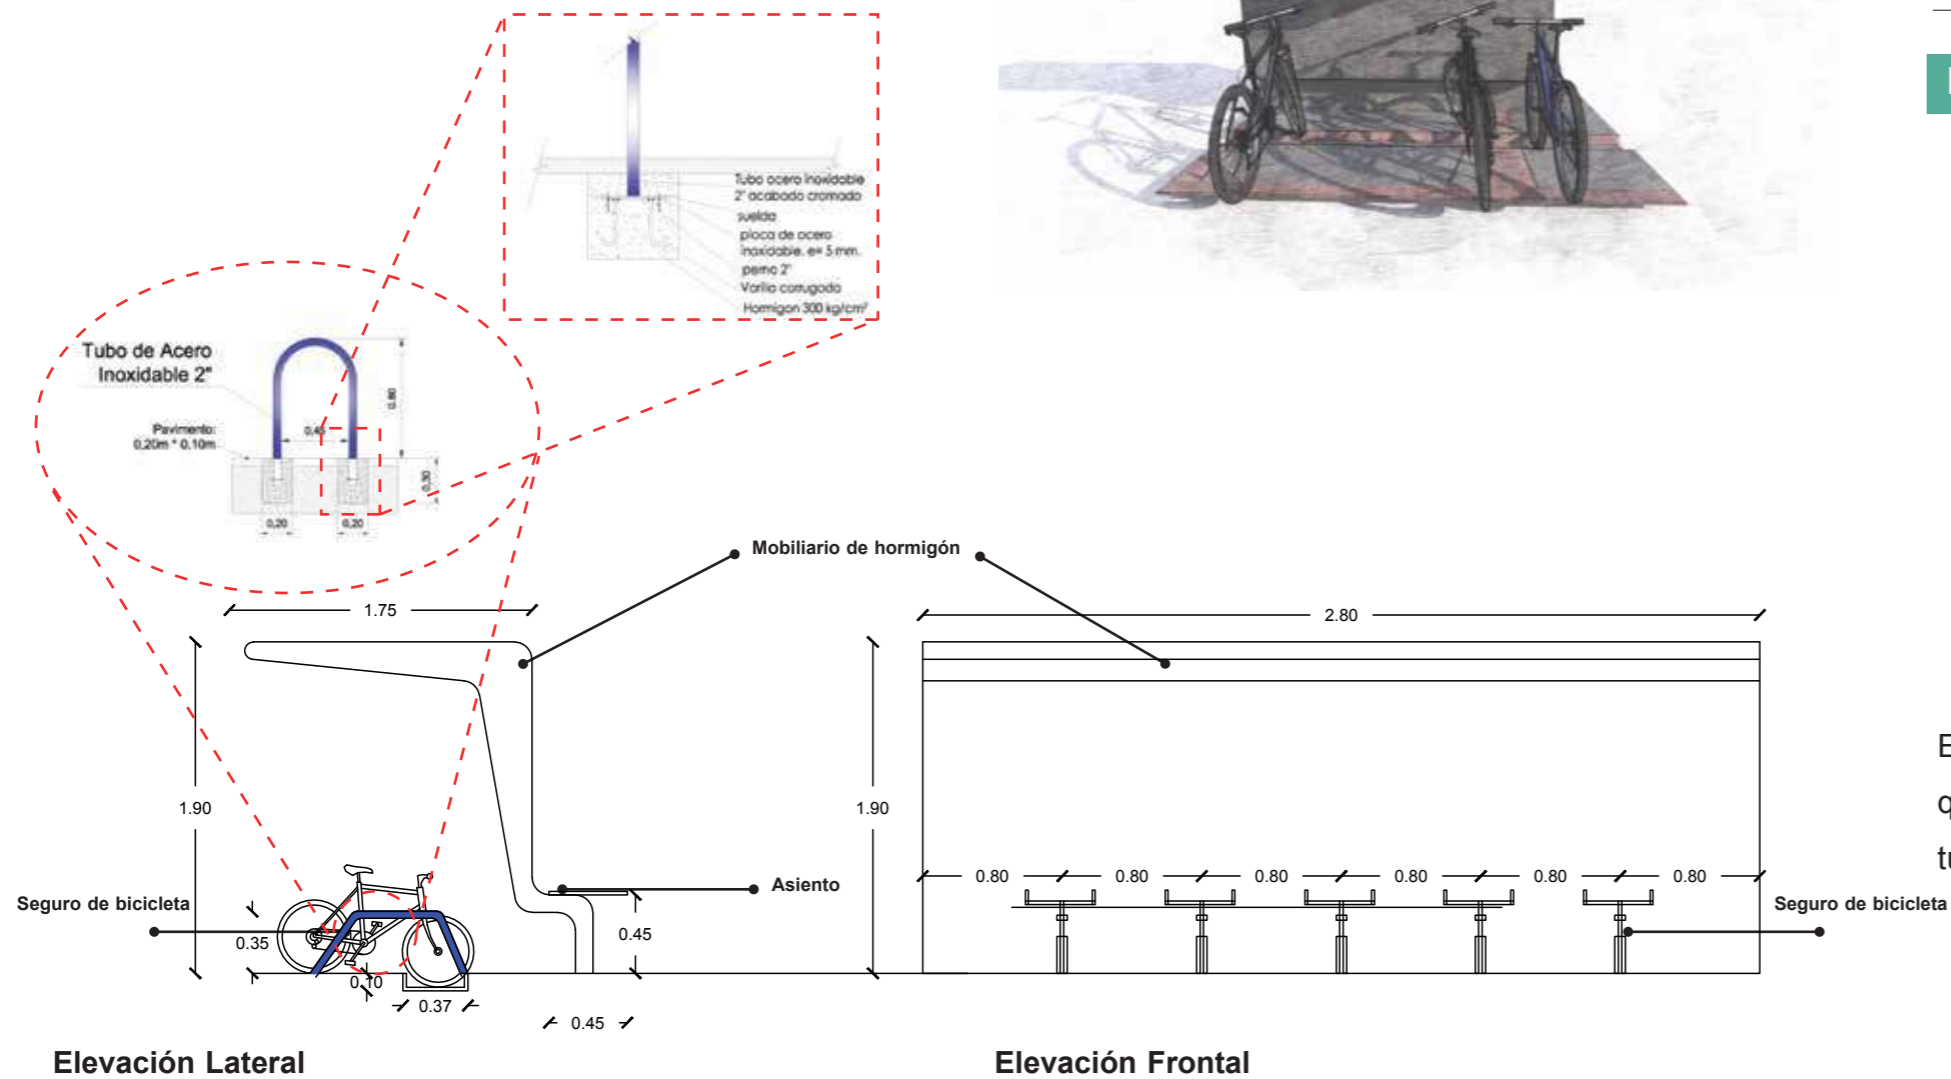 Tubo acero inoxidable
2" acabado cromado
suelda
placa de acero
inoxidable. e= 5 mm.
perno 2"
Varilla corrugada
Hormigon 300 kg/cm²
Tubo de Acero
Inoxidable 2"
Pavimento:
0,20m * 0,10m
0.45
0.80
0,30
0,20
0,20
Mobiliario de hormigón
1.75
2.80
1.90
1.90
Asiento
Seguro de bicicleta
0.35
0.10
0.37
0.45
0.45
0.80
0.80
0.80
0.80
0.80
0.80
Seguro de bicicleta
E
q
tu
Elevación Lateral
Elevación Frontal